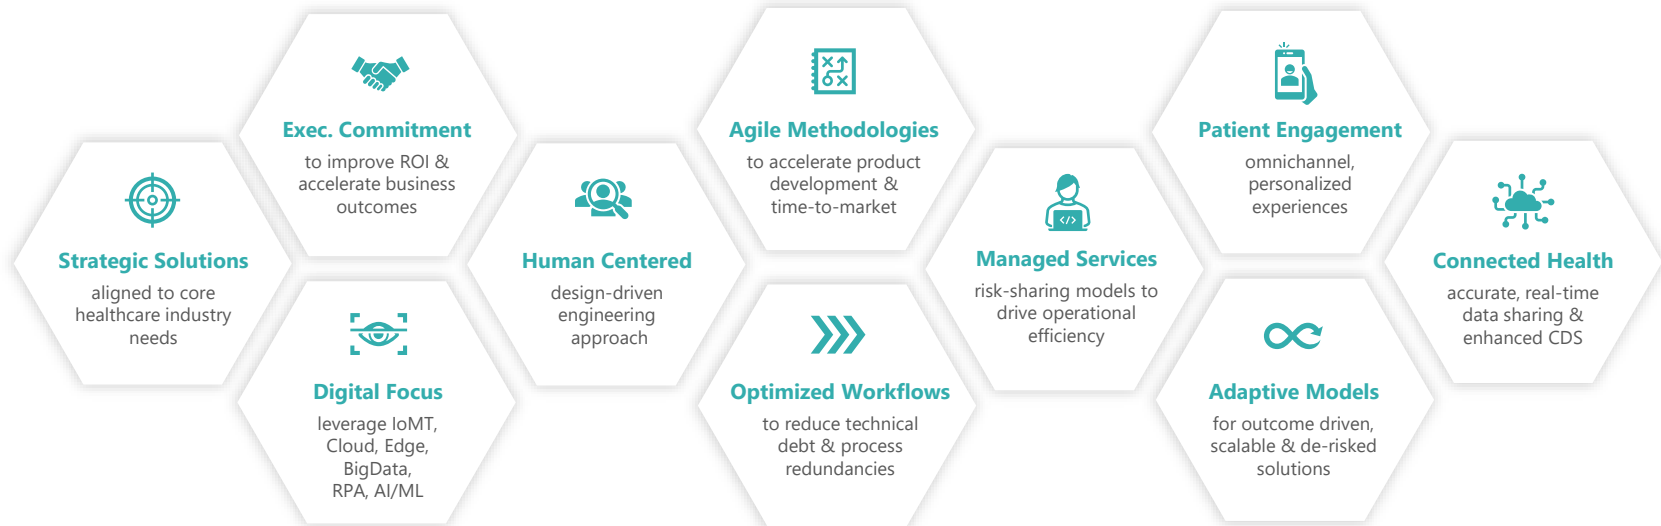 Strategic Solutions
aligned to core
healthcare industry
needs
Exec. Commitment
to improve ROI &
accelerate business
outcomes
Digital Focus
leverage IoMT,
Cloud, Edge,
BigData,
RPA, AI/ML
Human Centered
design-driven
engineering
approach
Agile Methodologies
to accelerate product
development &
time-to-market
Optimized Workflows
to reduce technical
debt & process
redundancies
Managed Services
risk-sharing models to
drive operational
efficiency
Patient Engagement
omnichannel,
personalized
experiences
Adaptive Models
for outcome driven,
scalable & de-risked
solutions
Connected Health
accurate, real-time
data sharing &
enhanced CDS